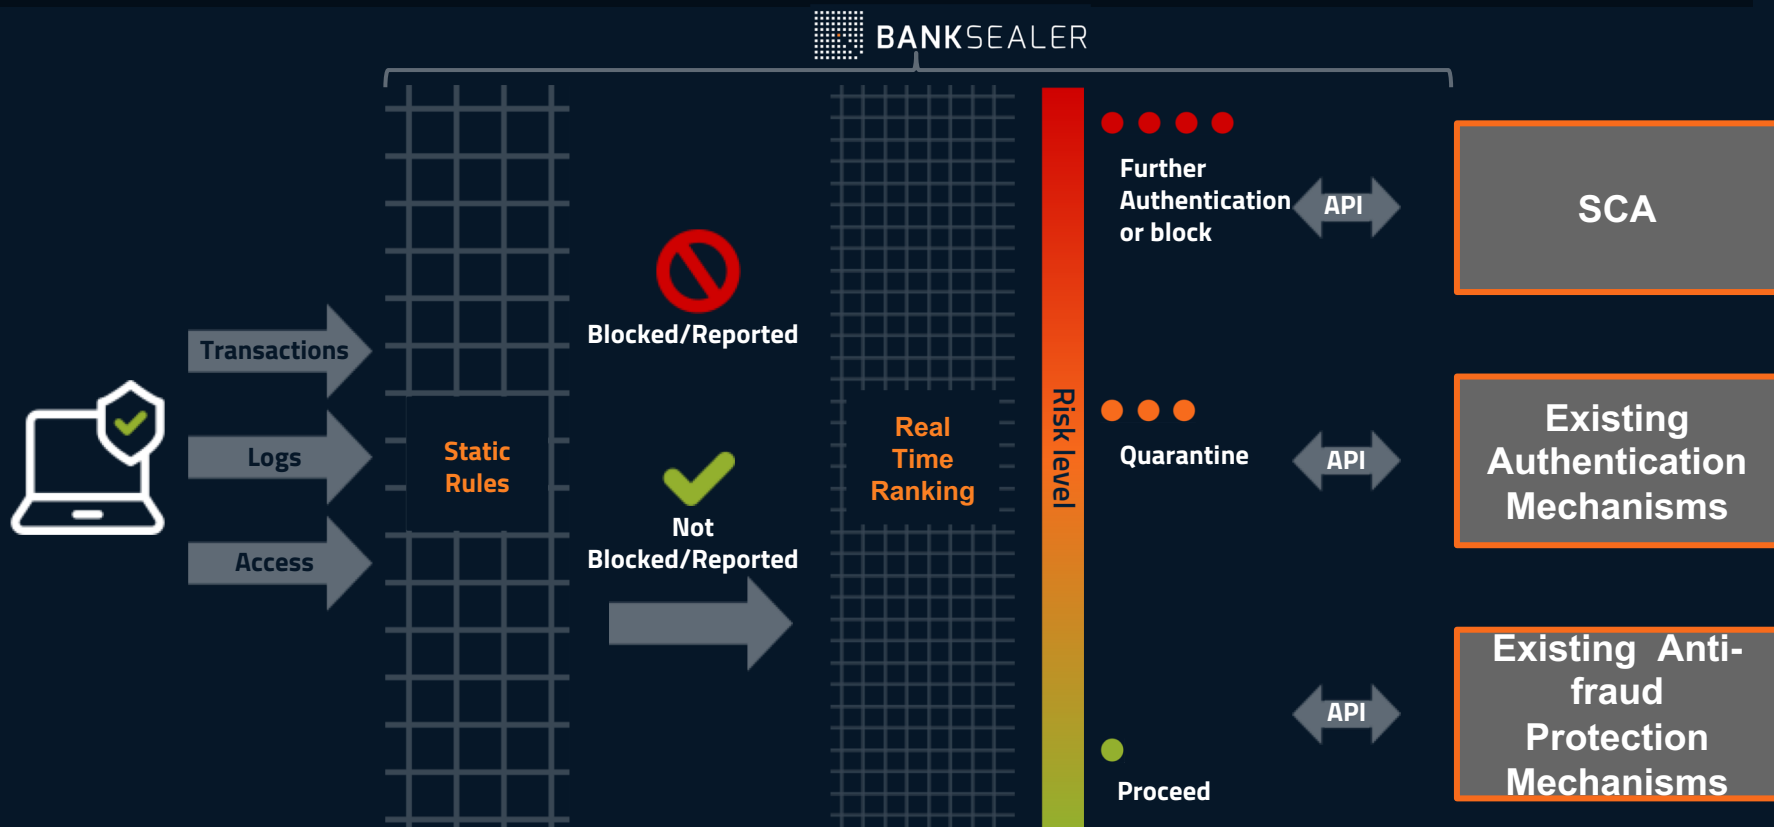 BANKSEALER
Transactions
Logs
Access
Static
Rules
Blocked/Reported
Not
Blocked/Reported
Real
Time
Ranking
Risk level
Further
Authentication
or block
API
SCA
Quarantine
API
Existing
Authentication
Mechanisms
Proceed
API
Existing Anti-
fraud
Protection
Mechanisms